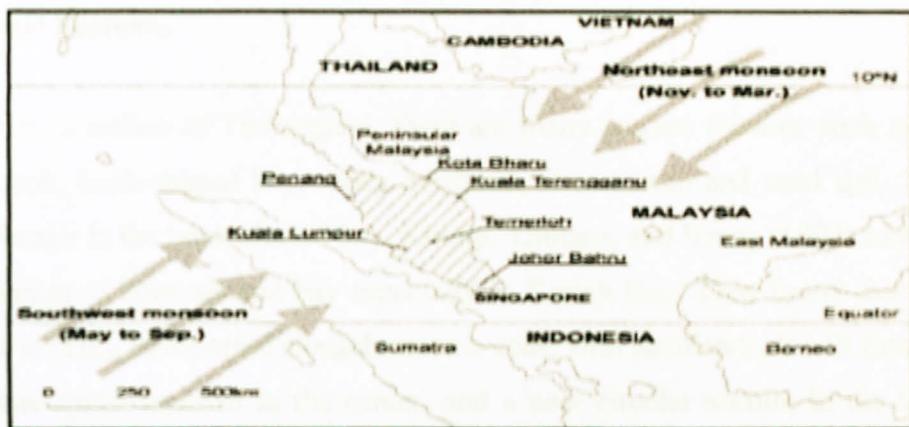 VIETNAM
CAMBODIA
THAILAND
Northeast monsoon
(Nov. to Mar.)
10°N
Peninsular
Malaysia
Kota Bharu
Penang
Kuala Terengganu
Temerloh
MALAYSIA
Kuala Lumpur
East Malaysia
Johor Bahru
SINGAPORE
Southwest monsoon
(May to Sep.)
Equator
INDONESIA
Sumatra
Borneo
0 250 500km